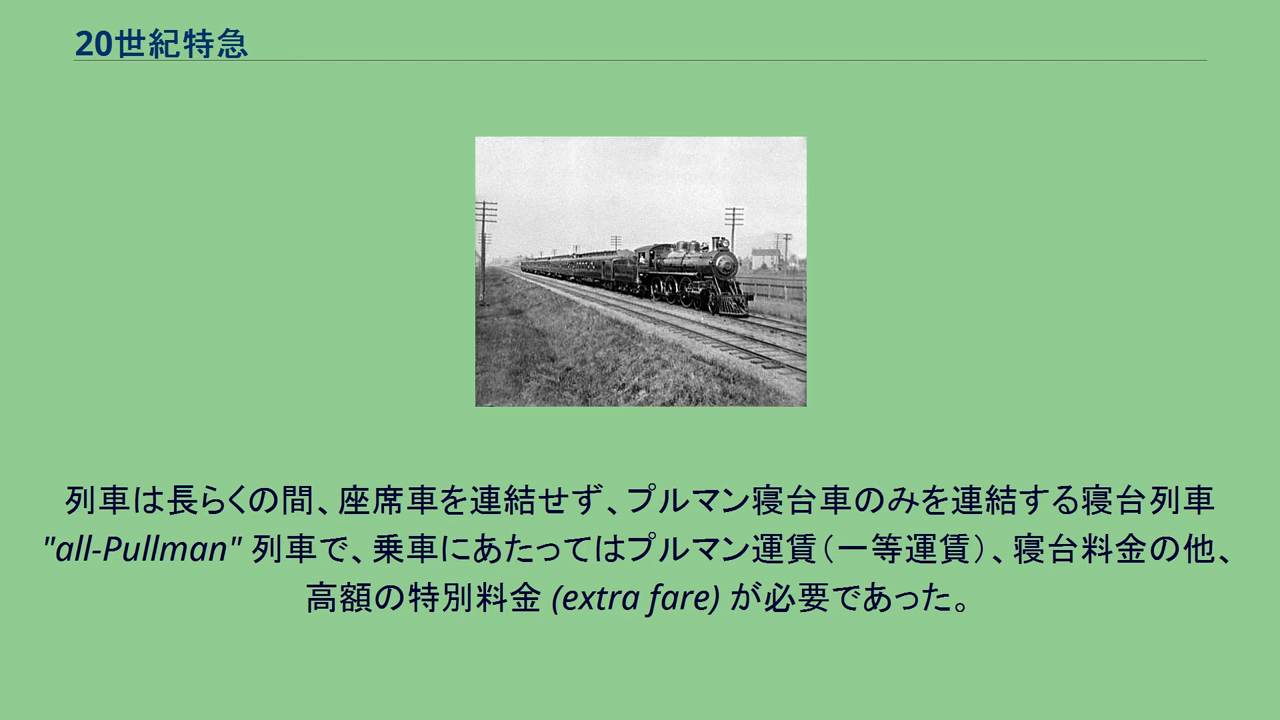 20世紀特急
列車は長らくの間、座席車を連結せず、プルマン寝台車のみを連結する寝台列車
"all-Pullman" 列車で、乗車にあたってはプルマン運賃（一等運賃）、寝台料金の他、
高額の特別料金 (extra fare) が必要であった。